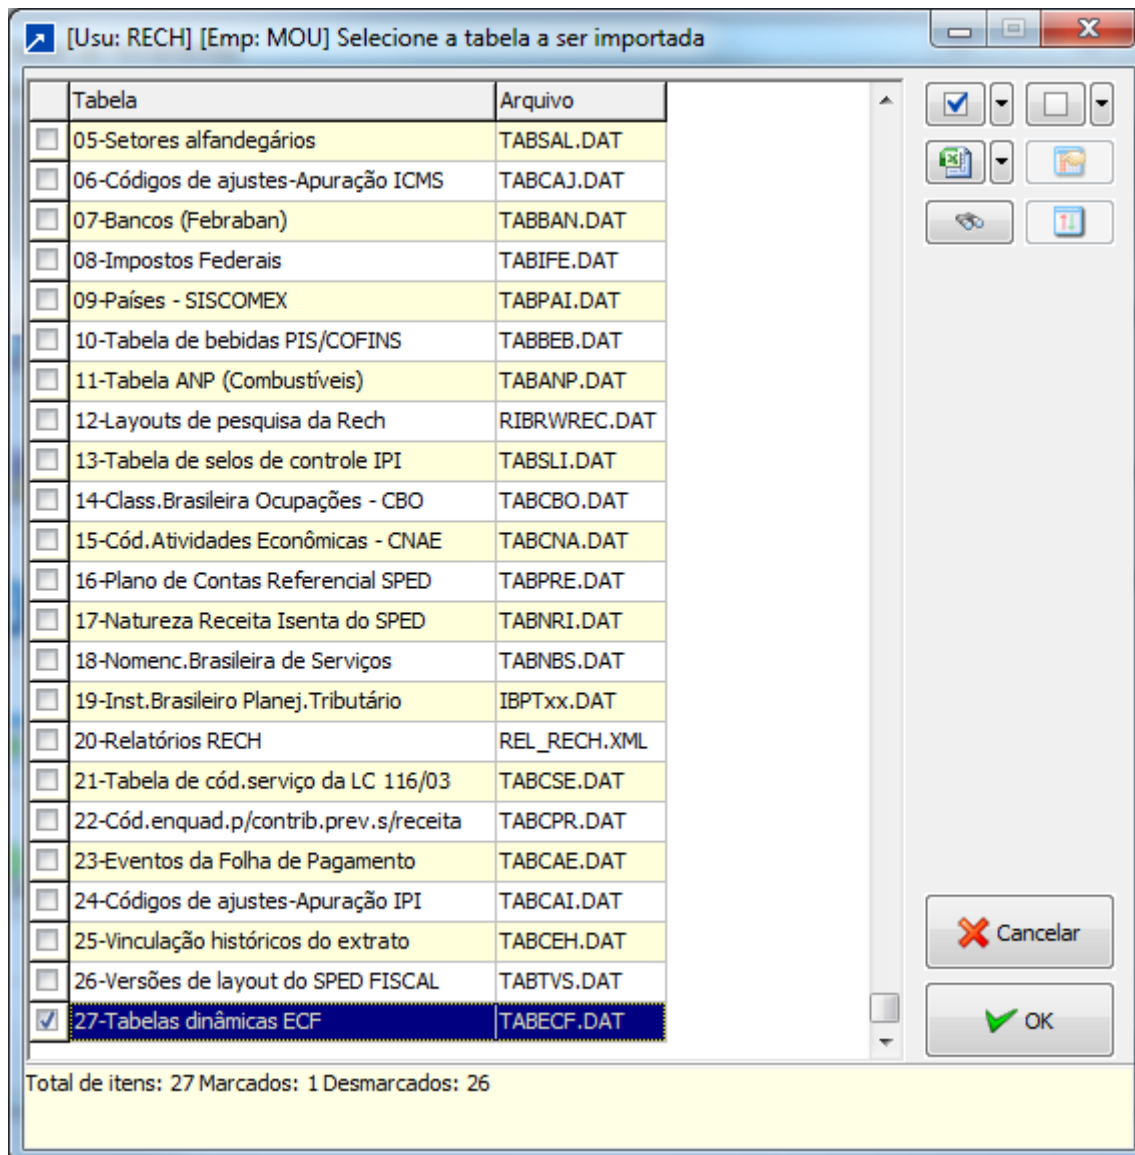 [Usu: RECH] [Emp: MOU] Selecione a tabela a ser importada
Tabela Arquivo
05-Setores alfandegários TABSAL.DAT
06-Códigos de ajustes-Apuração ICMS TABCAJ.DAT
07-Bancos (Febraban) TABBAN.DAT
08-Impostos Federais TABIFE.DAT
09-Países - SISCOMEX TABPAI.DAT
10-Tabela de bebidas PIS/COFINS TABBEB.DAT
11-Tabela ANP (Combustíveis) TABANP.DAT
12-Layouts de pesquisa da Rech RIBRWREC.DAT
13-Tabela de selos de controle IPI TABSLI.DAT
14-Class.Brasileira Ocupações - CBO TABCBO.DAT
15-Cód.Atividades Econômicas - CNAE TABCNA.DAT
16-Plano de Contas Referencial SPED TABPRE.DAT
17-Natureza Receita Isenta do SPED TABNRI.DAT
18-Nomenc.Brasileira de Serviços TABNBS.DAT
19-Inst.Brasileiro Planej.Tributário IBPTxx.DAT
20-Relatórios RECH REL_RECH.XML
21-Tabela de cód.serviço da LC 116/03 TABCSE.DAT
22-Cód.enquad.p/contrib.prev.s/receita TABCPR.DAT
23-Eventos da Folha de Pagamento TABCAE.DAT
24-Códigos de ajustes-Apuração IPI TABCAI.DAT
25-Vinculação históricos do extrato TABCEH.DAT
26-Versões de layout do SPED FISCAL TABTVS.DAT
27-Tabelas dinâmicas ECF TABECF.DAT
Cancelar
OK
Total de itens: 27 Marcados: 1 Desmarcados: 26